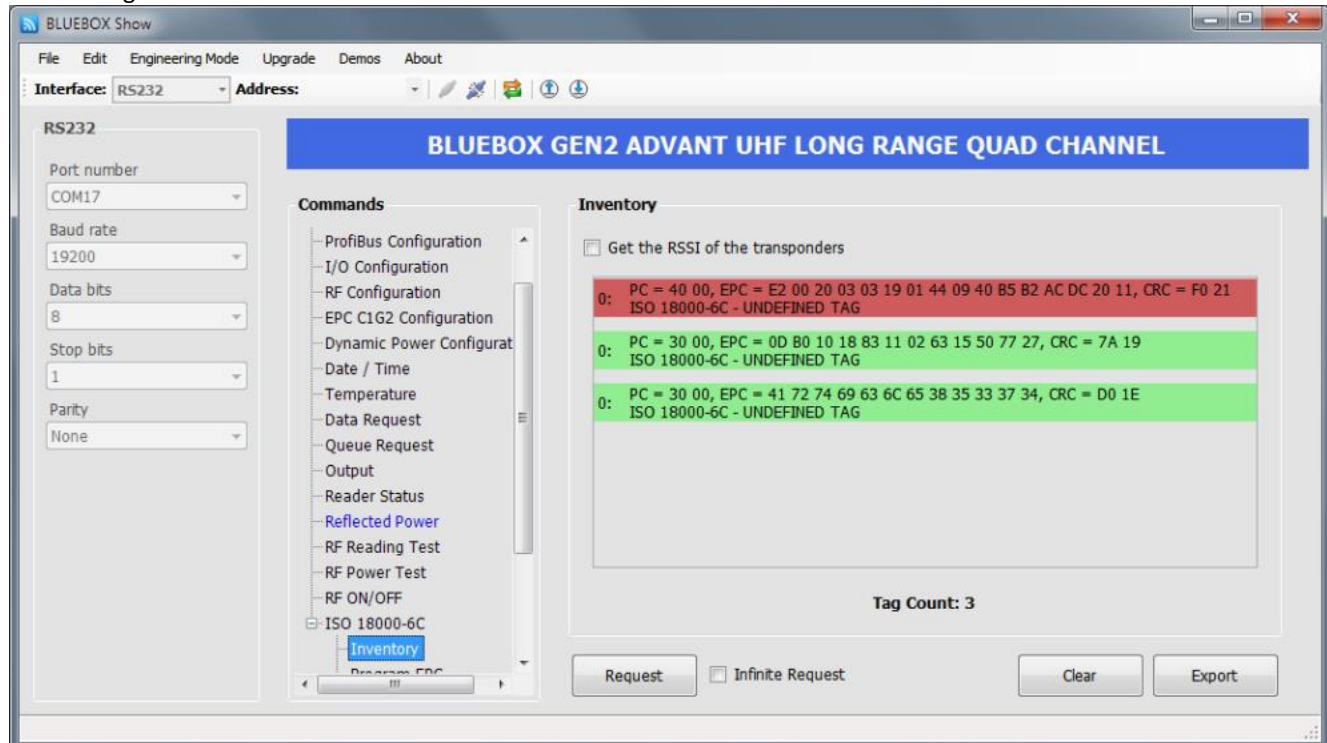 BLUEBOX Show
File Edit Engineering Mode Upgrade Demos About
Interface: RS232 Address:
RS232
Port number
COM17
Baud rate
19200
Data bits
8
Stop bits
1
Parity
None
BLUEBOX GEN2 ADVANT UHF LONG RANGE QUAD CHANNEL
Commands
ProfiBus Configuration
I/O Configuration
RF Configuration
EPC C1G2 Configuration
Dynamic Power Configurat
Date / Time
Temperature
Data Request
Queue Request
Output
Reader Status
Reflected Power
RF Reading Test
RF Power Test
RF ON/OFF
ISO 18000-6C
Inventory
Program EPC
Inventory
Get the RSSI of the transponders
0: PC = 40 00, EPC = E2 00 20 03 03 19 01 44 09 40 B5 B2 AC DC 20 11, CRC = F0 21
ISO 18000-6C - UNDEFINED TAG
0: PC = 30 00, EPC = 0D B0 10 18 83 11 02 63 15 50 77 27, CRC = 7A 19
ISO 18000-6C - UNDEFINED TAG
0: PC = 30 00, EPC = 41 72 74 69 63 6C 65 38 35 33 37 34, CRC = D0 1E
ISO 18000-6C - UNDEFINED TAG
Tag Count: 3
Request Infinite Request Clear Export